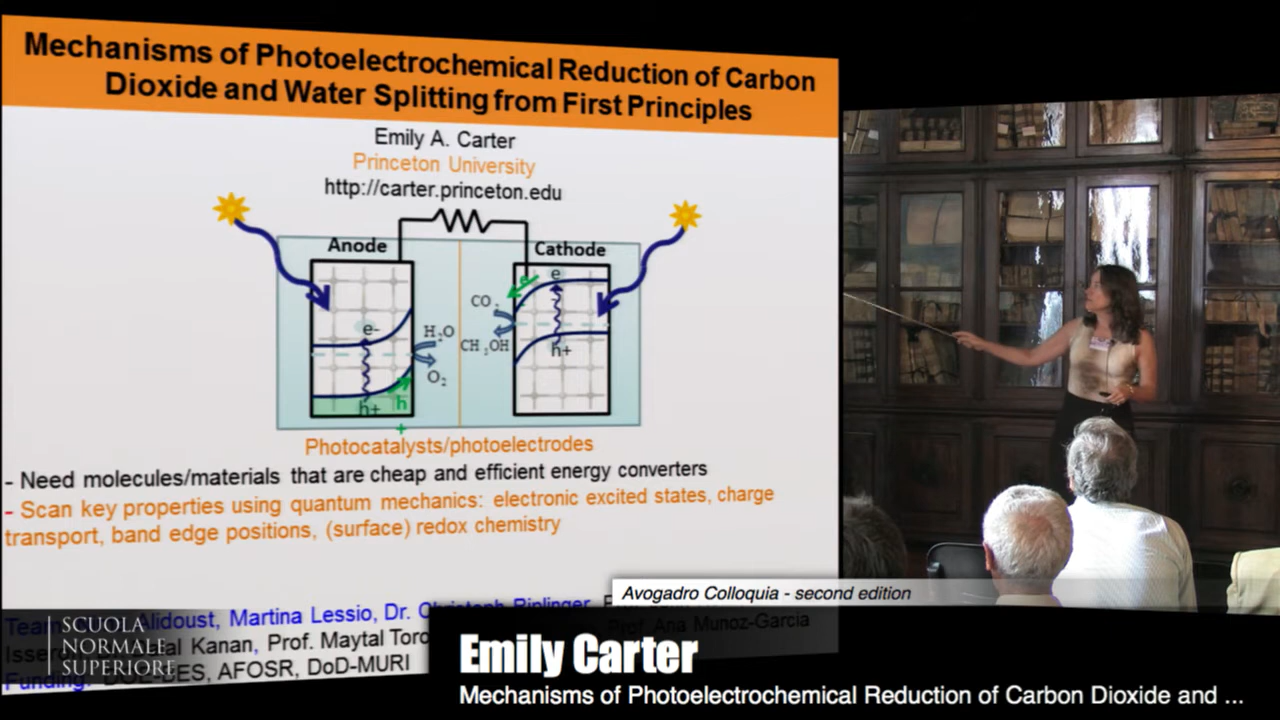 Mechanisms of Photoelectrochemical Reduction of Carbon
Dioxide and Water Splitting from First Principles
Emily A. Carter
Princeton University
http://carter.princeton.edu
Anode
Cathode
e-
H₂O
O₂
h+
h
+
e
CO
CH₃OH
h+
Photocatalysts/photoelectrodes
- Need molecules/materials that are cheap and efficient energy converters
- Scan key properties using quantum mechanics: electronic excited states, charge
transport, band edge positions, (surface) redox chemistry
Team Alidoust, Martina Lessio, Dr. Christoph Riplinger,
Kanan, Prof. Maytal Prof. Ana Munoz-Garcia
Funding: DOE-BES, AFOSR, DoD-MURI
SCUOLA
NORMALE
SUPERIORE
Avogadro Colloquia - second edition
Emily Carter
Mechanisms of Photoelectrochemical Reduction of Carbon Dioxide and ...